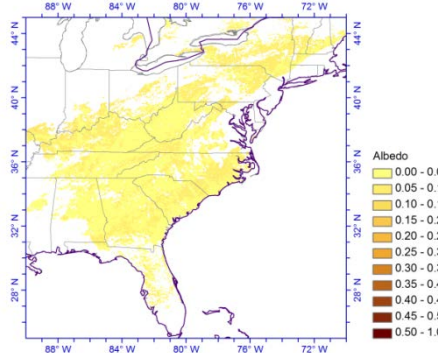 88° W 84° W 80° W 76° W 72° W
44° N 44° N
40° N 40° N
36° N 36° N
32° N 32° N
28° N 28° N
88° W 84° W 80° W 76° W 72° W
Albedo
0.00 - 0.0
0.05 - 0.1
0.10 - 0.1
0.15 - 0.2
0.20 - 0.2
0.25 - 0.3
0.30 - 0.3
0.35 - 0.4
0.40 - 0.4
0.45 - 0.5
0.50 - 1.0